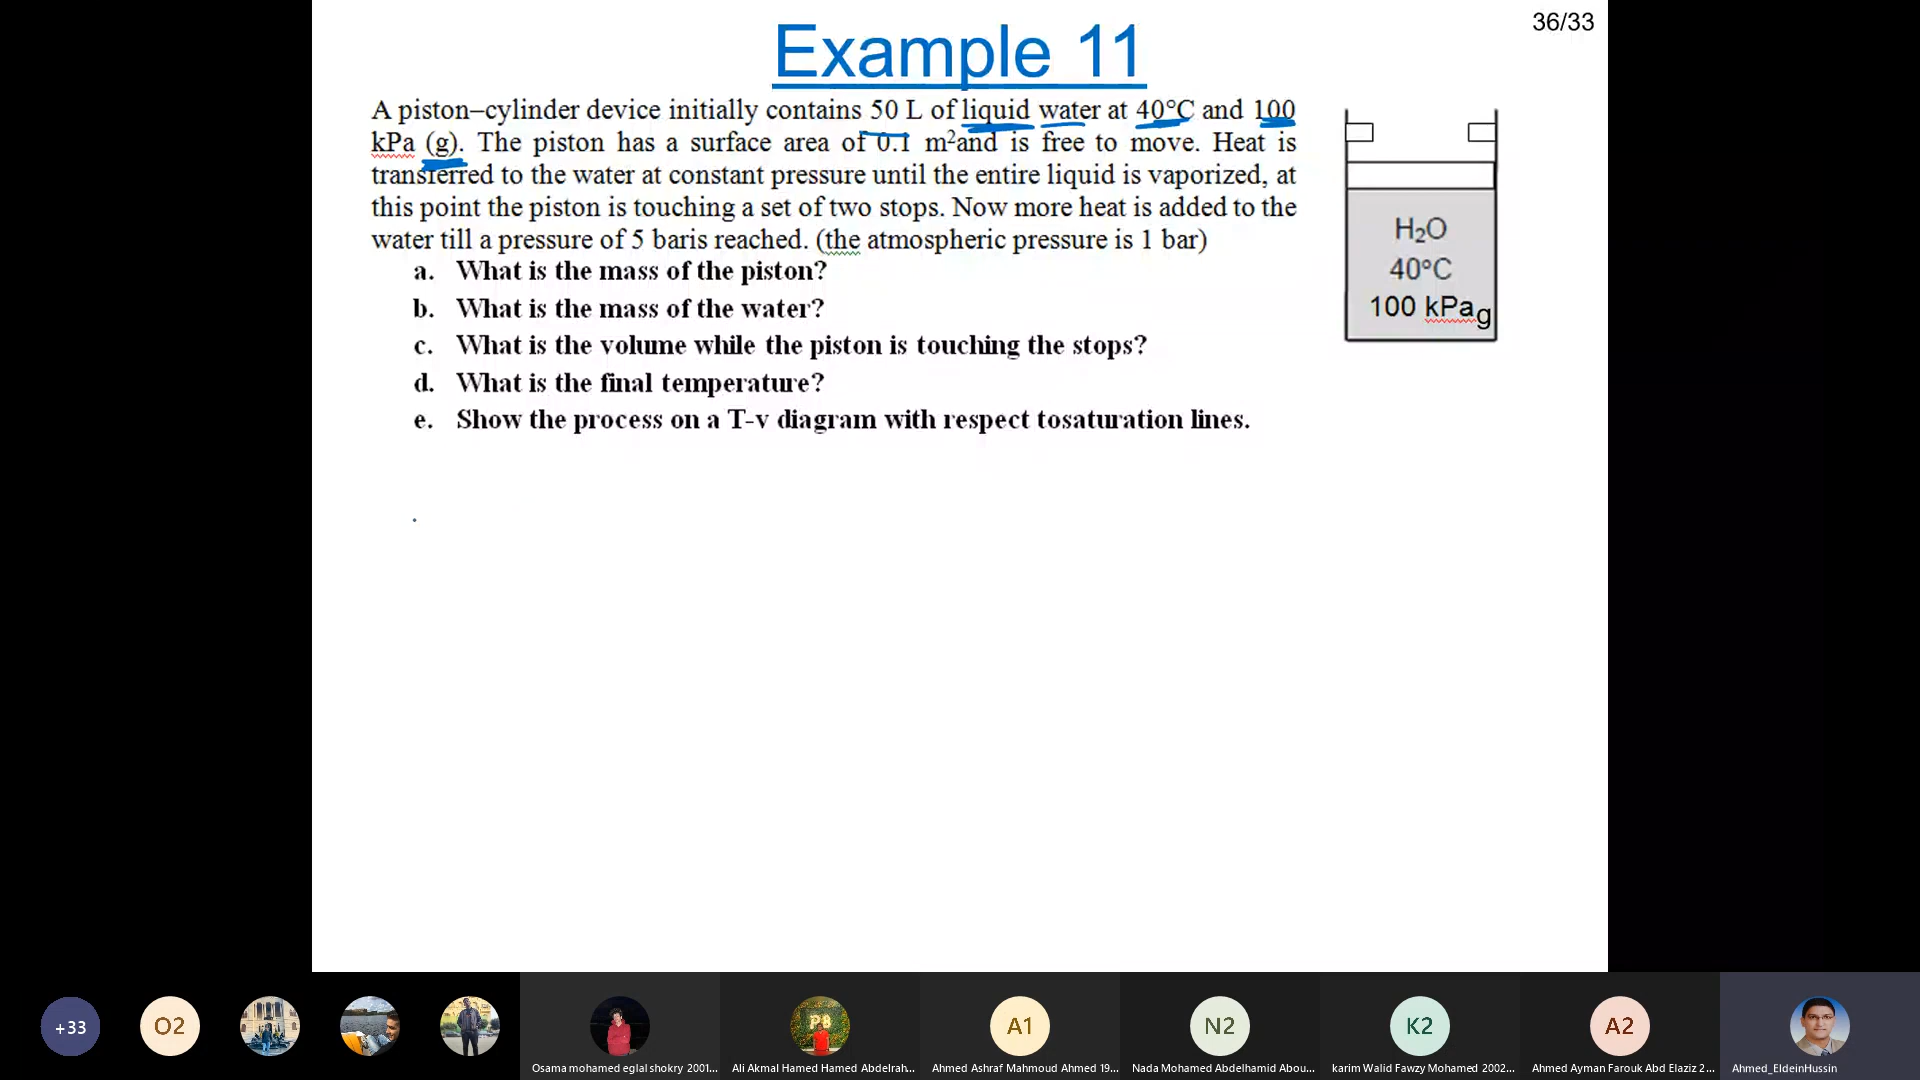 36/33
Example 11
A piston–cylinder device initially contains 50 L of liquid water at 40°C and 100
kPa (g). The piston has a surface area of 0.1 m²and is free to move. Heat is
transferred to the water at constant pressure until the entire liquid is vaporized, at
this point the piston is touching a set of two stops. Now more heat is added to the
water till a pressure of 5 baris reached. (the atmospheric pressure is 1 bar)
a. What is the mass of the piston?
b. What is the mass of the water?
c. What is the volume while the piston is touching the stops?
d. What is the final temperature?
e. Show the process on a T-v diagram with respect tosaturation lines.
H₂O
40°C
100 kPag
+33
O2
P8
A1
N2
K2
A2
Osama mohamed eglal shokry 2001...
Ali Akmal Hamed Hamed Abdelrah...
Ahmed Ashraf Mahmoud Ahmed 19...
Nada Mohamed Abdelhamid Abou...
karim Walid Fawzy Mohamed 2002...
Ahmed Ayman Farouk Abd Elaziz 2...
Ahmed_EldeinHussin